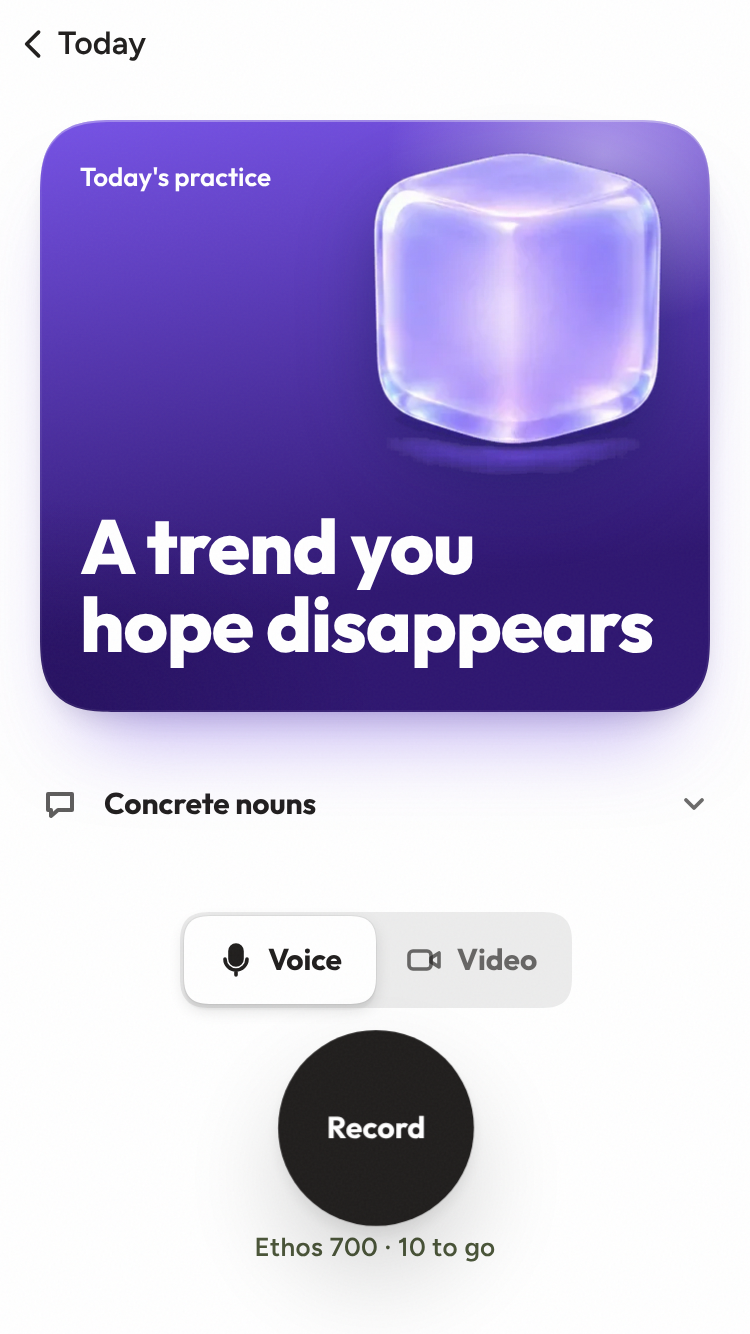 Today
Today's practice
A trend you
hope disappears
Concrete nouns
Voice
Video
Record
Ethos 700 · 10 to go